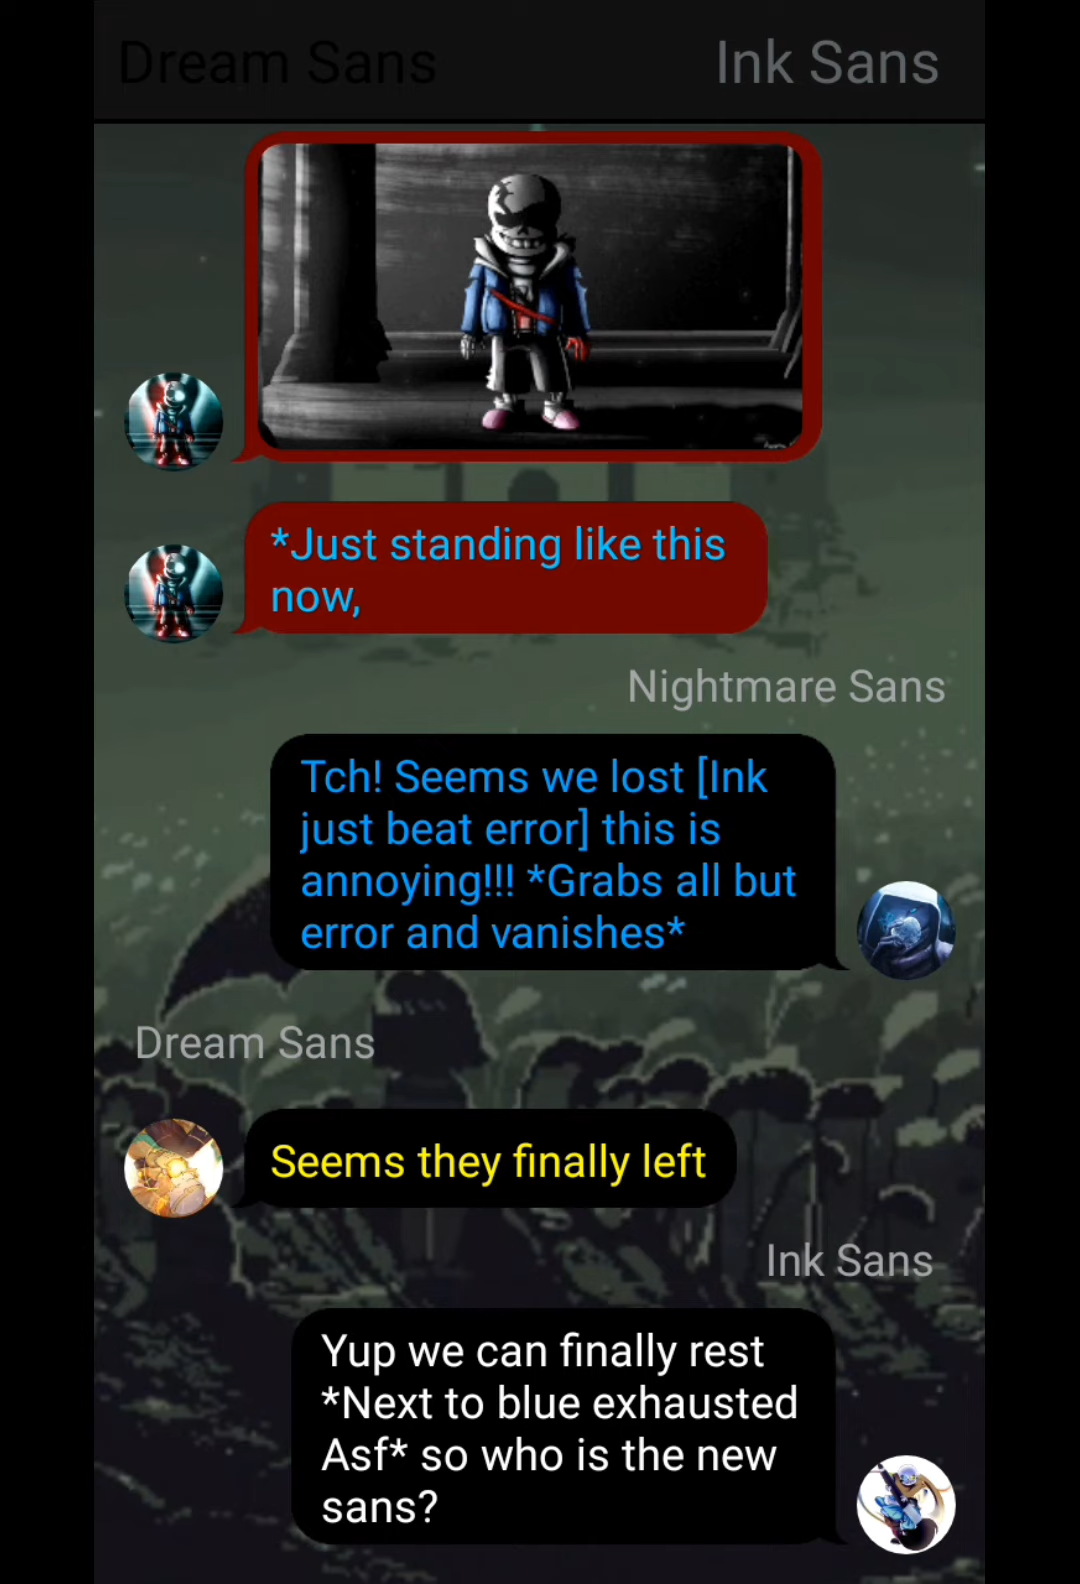 Dream Sans
Ink Sans
*Just standing like this
now,
Nightmare Sans
Tch! Seems we lost [Ink
just beat error] this is
annoying!!! *Grabs all but
error and vanishes*
Dream Sans
Seems they finally left
Ink Sans
Yup we can finally rest
*Next to blue exhausted
Asf* so who is the new
sans?